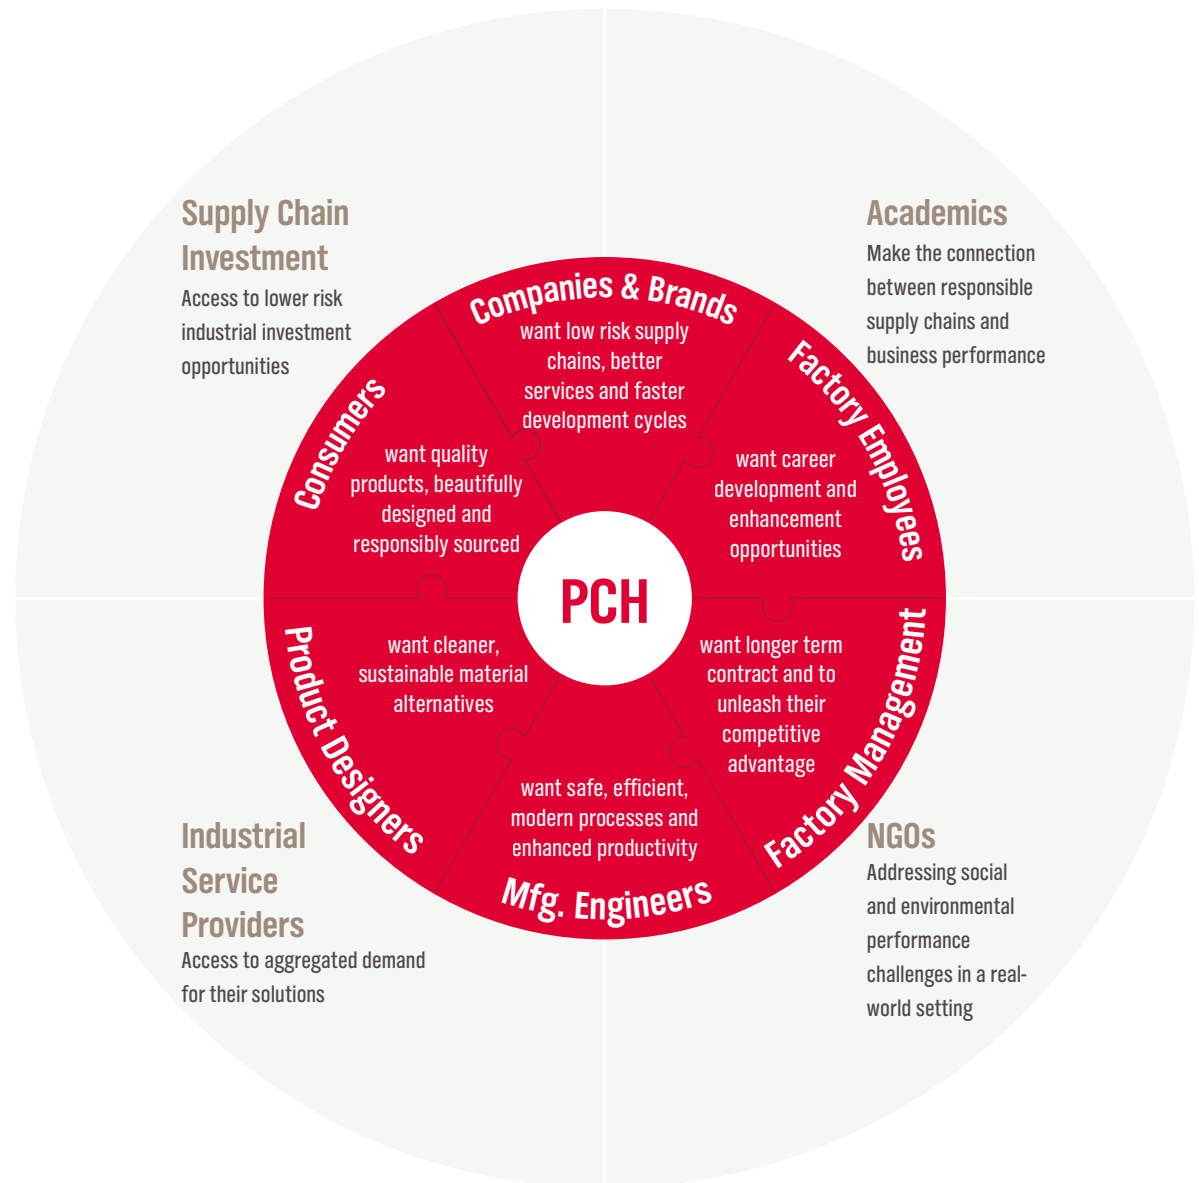 Supply Chain
Investment
Access to lower risk
industrial investment
opportunities
Academics
Make the connection
between responsible
supply chains and
business performance
Companies & Brands
want low risk supply
chains, better
services and faster
development cycles
Factory Employees
want career
development and
enhancement
opportunities
Consumers
want quality
products, beautifully
designed and
responsibly sourced
PCH
Product Designers
want cleaner,
sustainable material
alternatives
want longer term
contract and to
unleash their
competitive
advantage
Factory Management
want safe, efficient,
modern processes and
enhanced productivity
Mfg. Engineers
Industrial
Service
Providers
Access to aggregated demand
for their solutions
NGOs
Addressing social
and environmental
performance
challenges in a real-
world setting